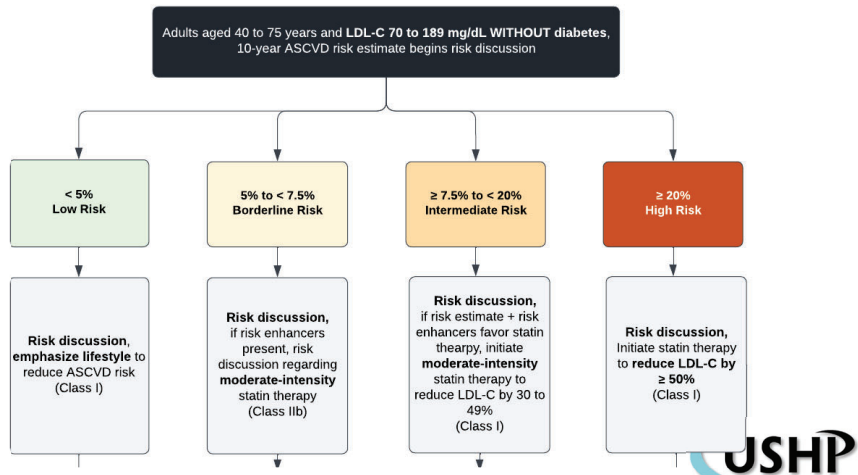 Adults aged 40 to 75 years and LDL-C 70 to 189 mg/dL WITHOUT diabetes,
10-year ASCVD risk estimate begins risk discussion
< 5%
Low Risk
5% to < 7.5%
Borderline Risk
≥ 7.5% to < 20%
Intermediate Risk
≥ 20%
High Risk
Risk discussion,
emphasize lifestyle to
reduce ASCVD risk
(Class I)
Risk discussion,
if risk enhancers
present, risk
discussion regarding
moderate-intensity
statin therapy
(Class IIb)
Risk discussion,
if risk estimate + risk
enhancers favor statin
thearpy, initiate
moderate-intensity
statin therapy to
reduce LDL-C by 30 to
49%
(Class I)
Risk discussion,
Initiate statin therapy
to reduce LDL-C by
≥ 50%
(Class I)
USHP